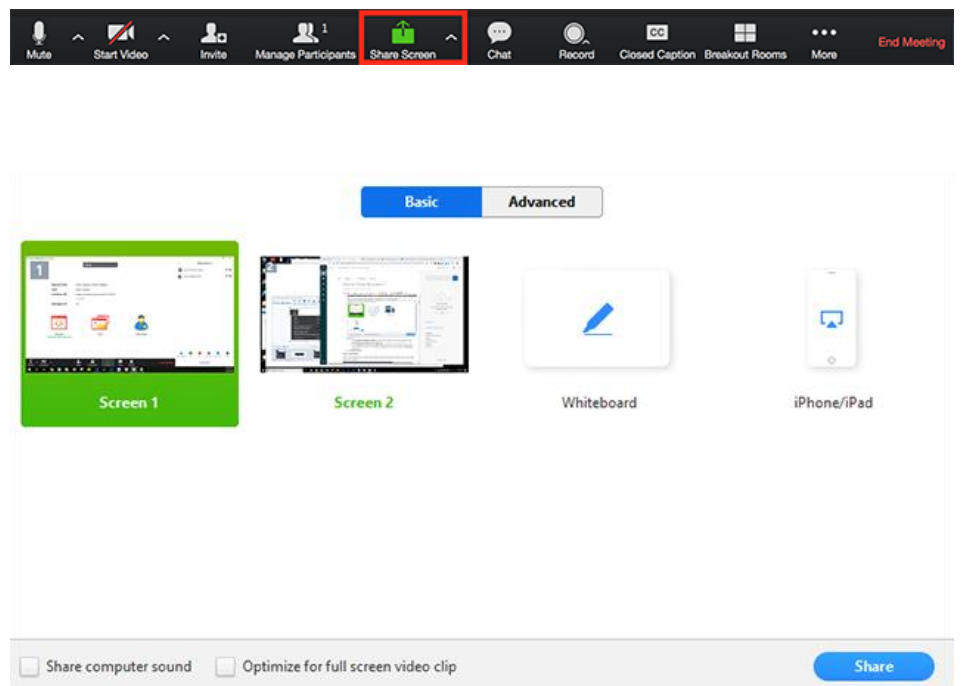 1
Mute Start Video Invite Manage Participants Share Screen Chat Record CC Closed Caption Breakout Rooms More End Meeting
Basic Advanced
1 2
Screen 1 Screen 2 Whiteboard iPhone/iPad
Share computer sound Optimize for full screen video clip Share